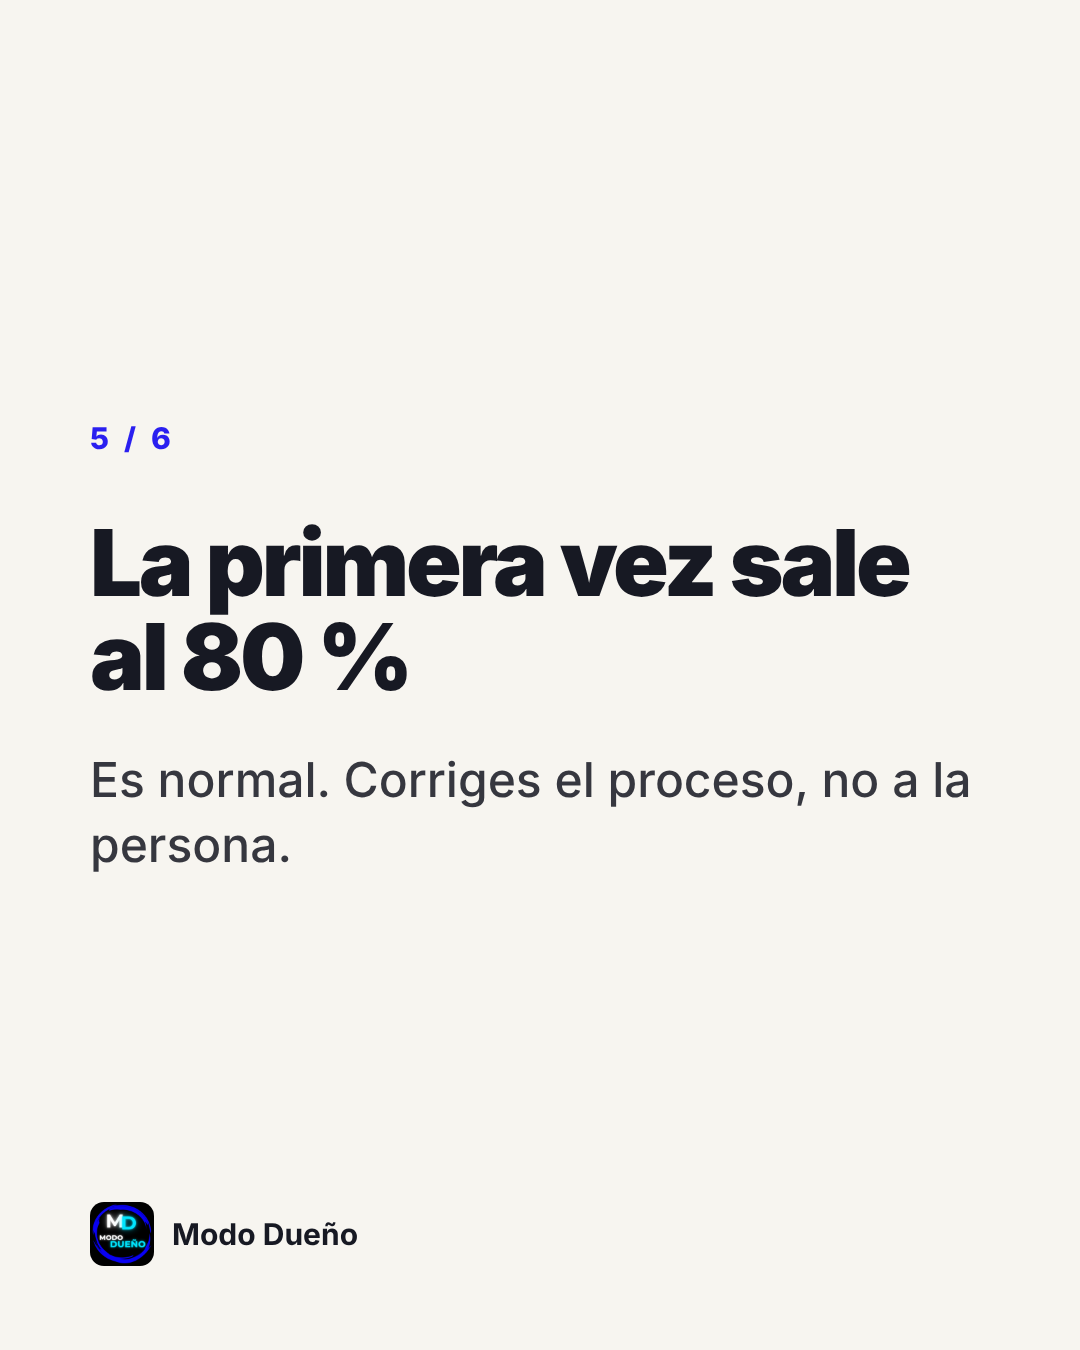 5 / 6
La primera vez sale
al 80 %
Es normal. Corriges el proceso, no a la
persona.
MD
MODO
DUEÑO
Modo Dueño